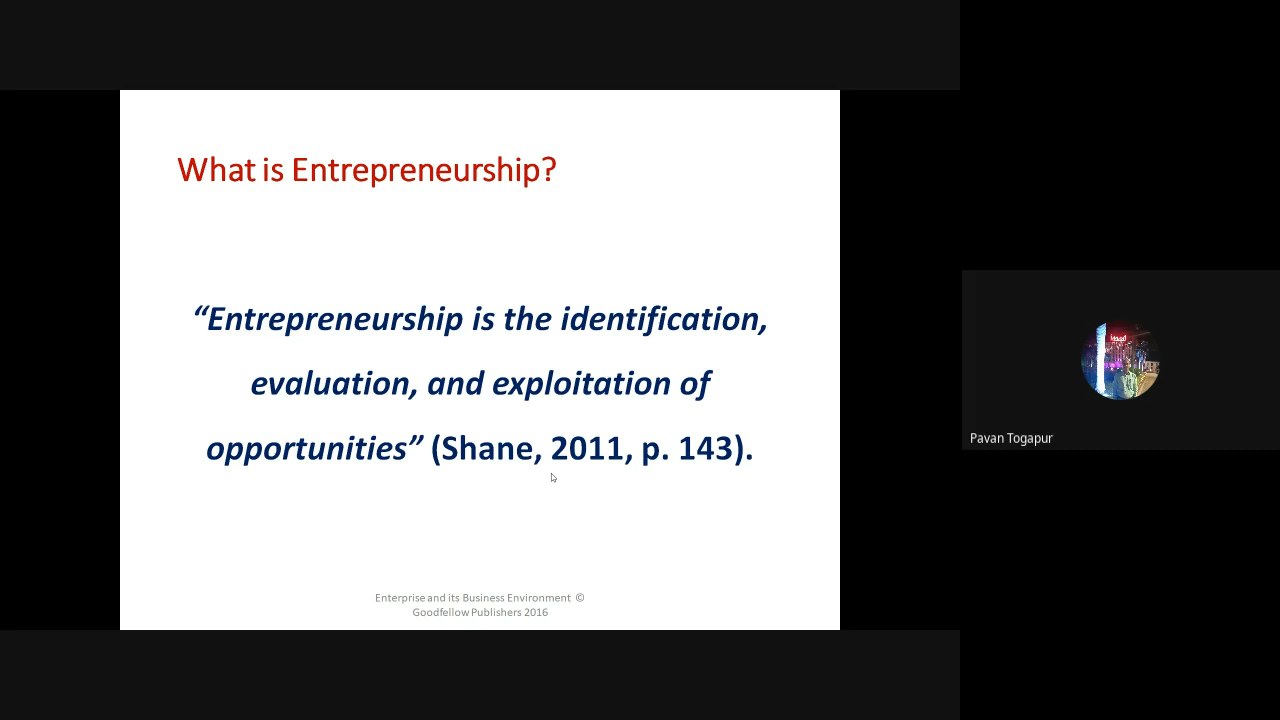 What is Entrepreneurship?
“Entrepreneurship is the identification,
evaluation, and exploitation of
opportunities” (Shane, 2011, p. 143).
Enterprise and its Business Environment ©
Goodfellow Publishers 2016
Pavan Togapur